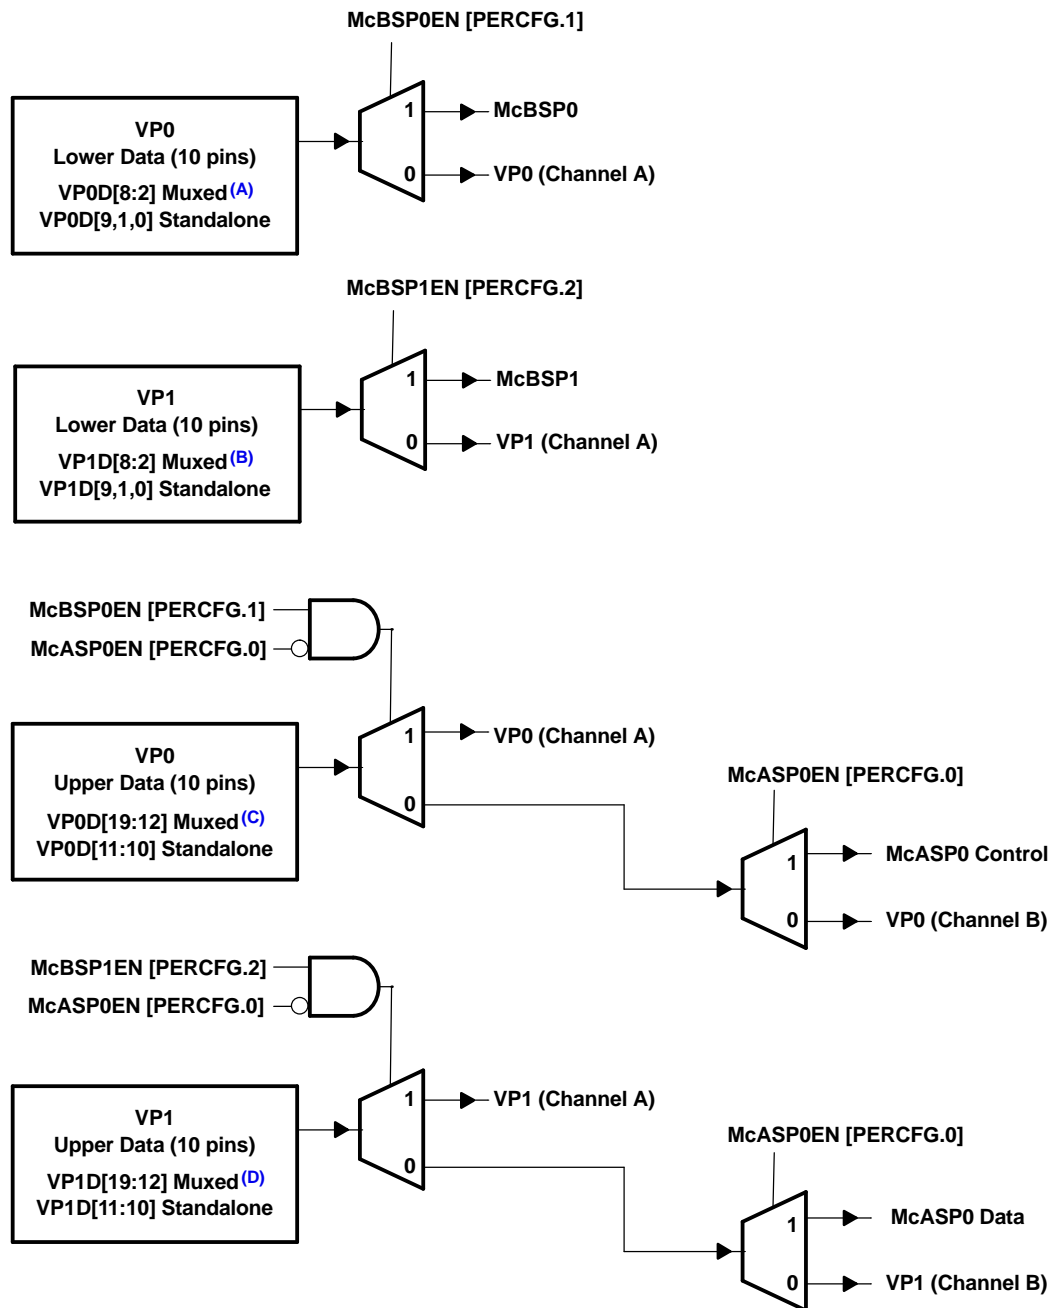 McBSP0EN [PERCFG.1]
VP0
Lower Data (10 pins)
VP0D[8:2] Muxed (A)
VP0D[9,1,0] Standalone
1
McBSP0
0
VP0 (Channel A)
McBSP1EN [PERCFG.2]
VP1
Lower Data (10 pins)
VP1D[8:2] Muxed (B)
VP1D[9,1,0] Standalone
1
McBSP1
0
VP1 (Channel A)
McBSP0EN [PERCFG.1]
McASP0EN [PERCFG.0]
VP0
Upper Data (10 pins)
VP0D[19:12] Muxed (C)
VP0D[11:10] Standalone
1
VP0 (Channel A)
0
McASP0EN [PERCFG.0]
1
McASP0 Control
0
VP0 (Channel B)
McBSP1EN [PERCFG.2]
McASP0EN [PERCFG.0]
VP1
Upper Data (10 pins)
VP1D[19:12] Muxed (D)
VP1D[11:10] Standalone
1
VP1 (Channel A)
0
McASP0EN [PERCFG.0]
1
McASP0 Data
0
VP1 (Channel B)